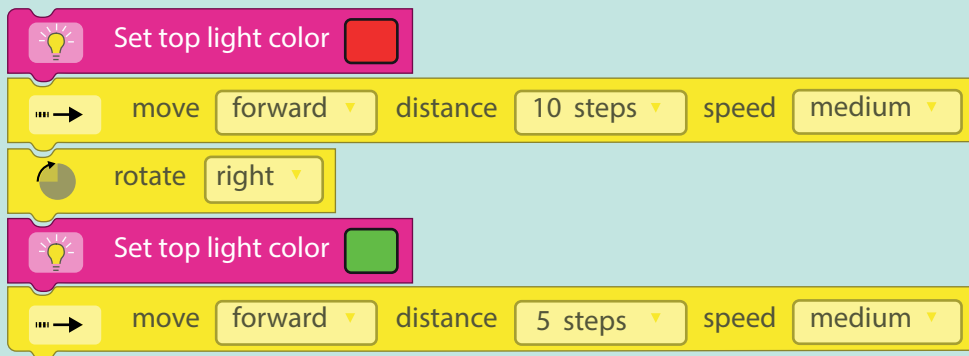 Set top light color
move forward distance 10 steps speed medium
rotate right
Set top light color
move forward distance 5 steps speed medium